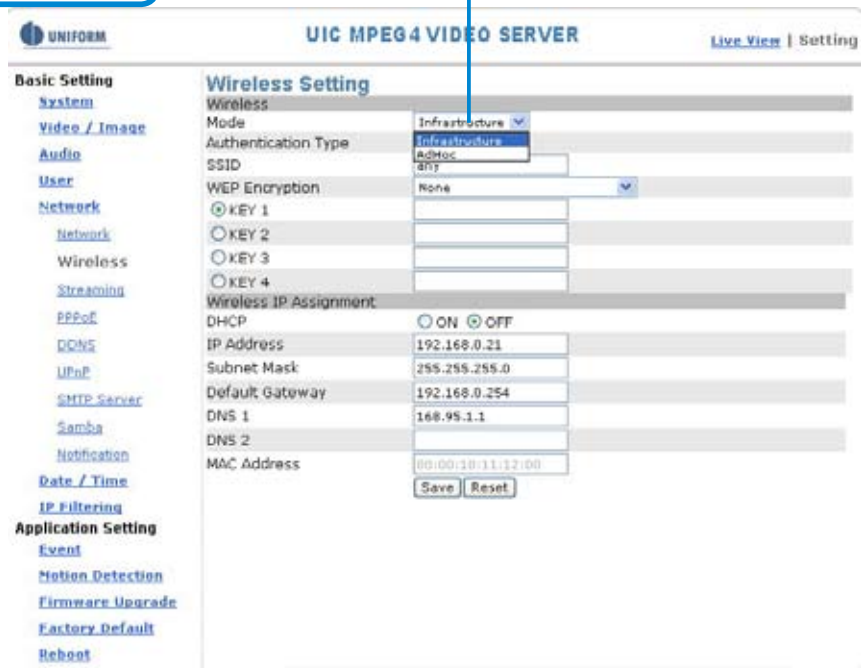 UNIFORM
UIC MPEG4 VIDEO SERVER
Live View | Setting
Basic Setting
System
Video / Image
Audio
User
Network
Network
Wireless
Streaming
PPPoE
DDNS
UPnP
SMTP Server
Samba
Notification
Date / Time
IP Filtering
Application Setting
Event
Motion Detection
Firmware Upgrade
Factory Default
Reboot
Wireless Setting
Wireless
Mode Infrastructure
Infrastructure
AdHoc
Authentication Type
SSID any
WEP Encryption None
KEY 1
KEY 2
KEY 3
KEY 4
Wireless IP Assignment
DHCP ON OFF
IP Address 192.168.0.21
Subnet Mask 255.255.255.0
Default Gateway 192.168.0.254
DNS 1 168.95.1.1
DNS 2
MAC Address 00:00:10:11:12:00
Save Reset